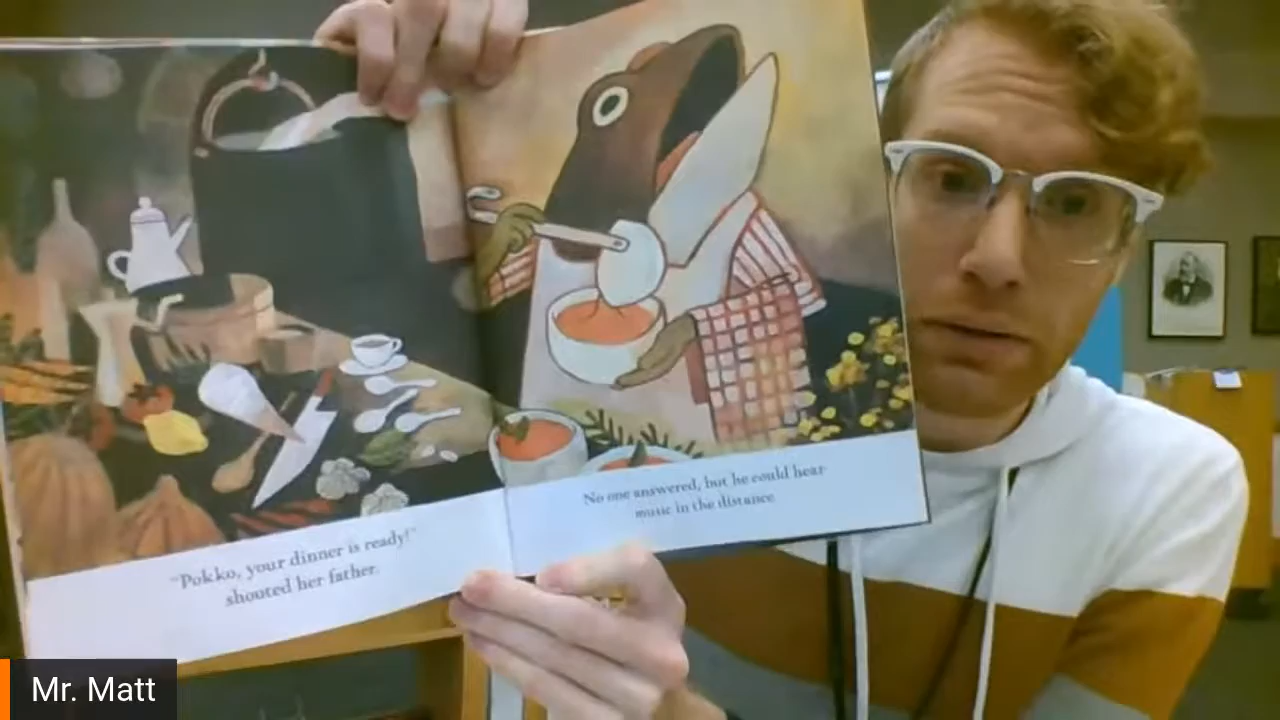 "Pokko, your dinner is ready!"
shouted her father.
No one answered, but he could hear
music in the distance.
Mr. Matt